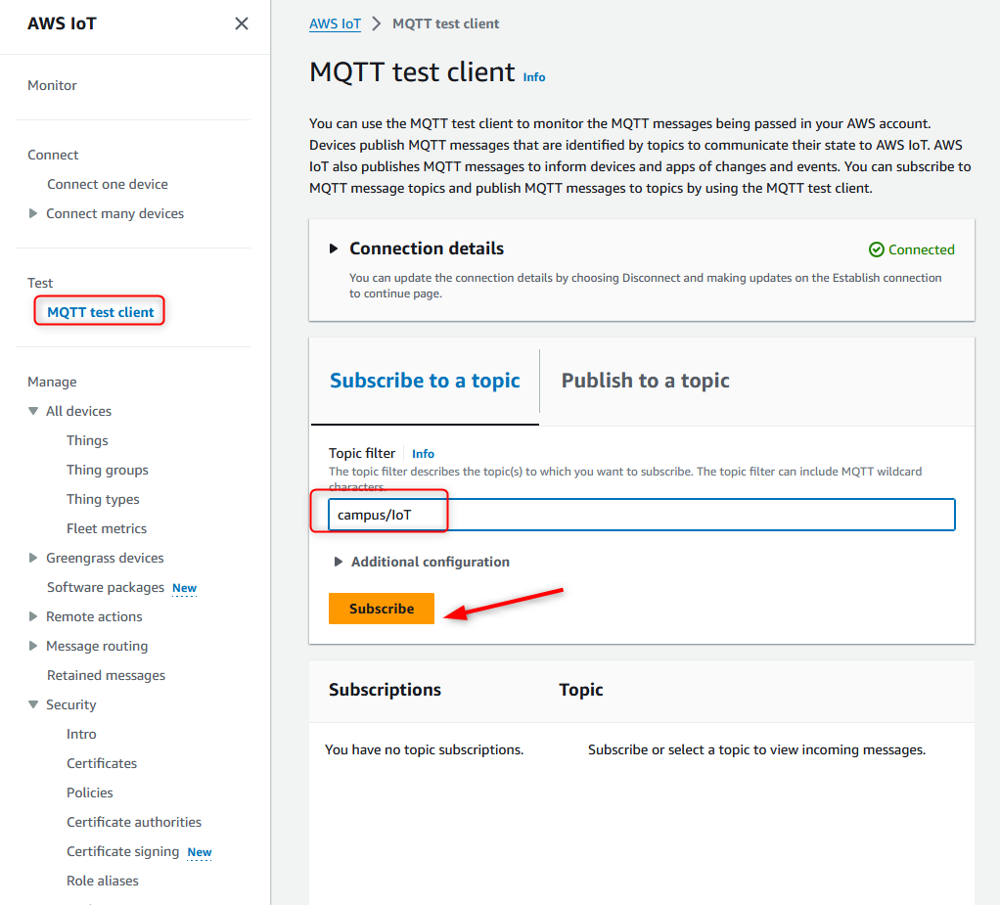 AWS IoT
Monitor
Connect
Connect one device
Connect many devices
Test
MQTT test client
Manage
All devices
Things
Thing groups
Thing types
Fleet metrics
Greengrass devices
Software packages New
Remote actions
Message routing
Retained messages
Security
Intro
Certificates
Policies
Certificate authorities
Certificate signing New
Role aliases
AWS IoT > MQTT test client
MQTT test client Info
You can use the MQTT test client to monitor the MQTT messages being passed in your AWS account.
Devices publish MQTT messages that are identified by topics to communicate their state to AWS IoT. AWS
IoT also publishes MQTT messages to inform devices and apps of changes and events. You can subscribe to
MQTT message topics and publish MQTT messages to topics by using the MQTT test client.
Connection details
Connected
You can update the connection details by choosing Disconnect and making updates on the Establish connection
to continue page.
Subscribe to a topic
Publish to a topic
Topic filter Info
The topic filter describes the topic(s) to which you want to subscribe. The topic filter can include MQTT wildcard
characters.
campus/IoT
Additional configuration
Subscribe
Subscriptions
Topic
You have no topic subscriptions.
Subscribe or select a topic to view incoming messages.